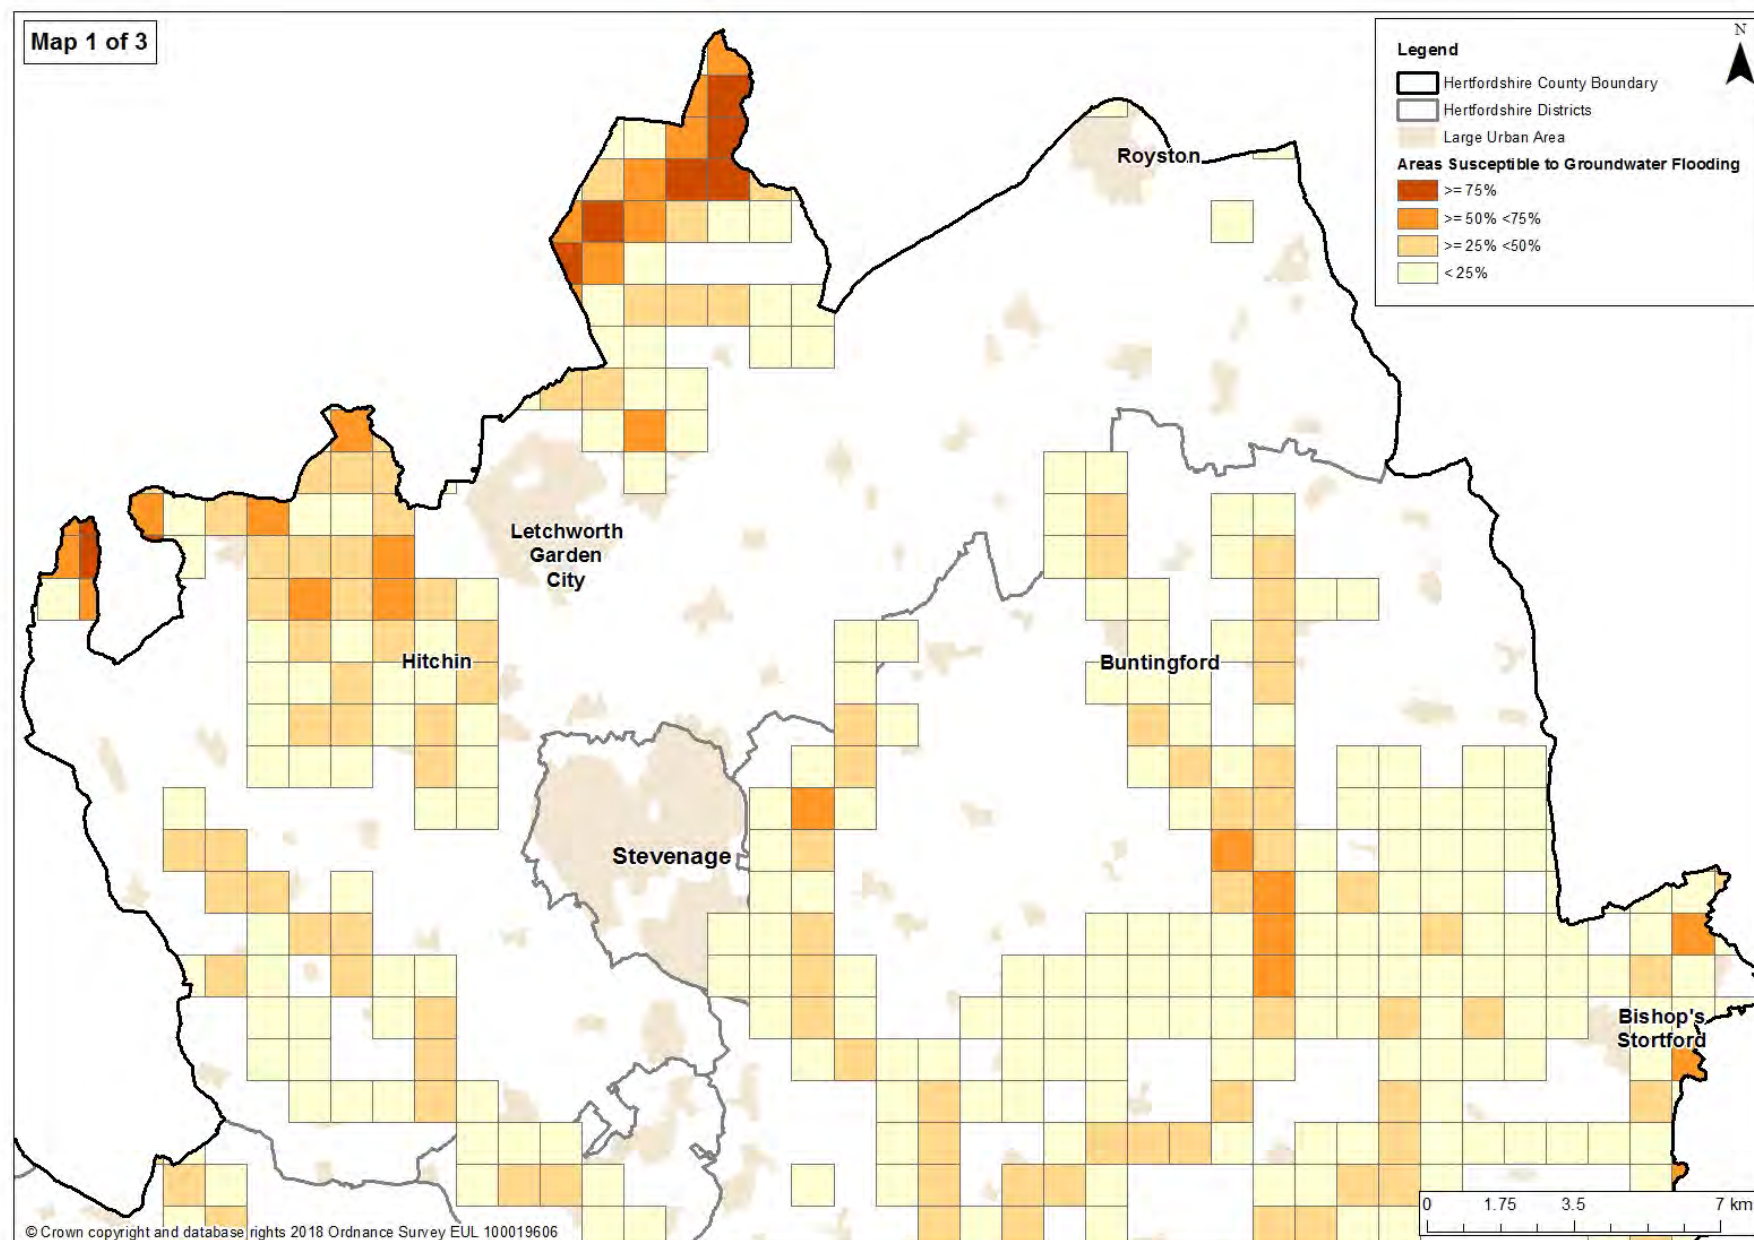 Map 1 of 3
N
Legend
Hertfordshire County Boundary
Hertfordshire Districts
Large Urban Area
Areas Susceptible to Groundwater Flooding
>= 75%
>= 50% <75%
>= 25% <50%
< 25%
Royston
Letchworth
Garden
City
Hitchin
Buntingford
Stevenage
Bishop's
Stortford
0 1.75 3.5 7 km
© Crown copyright and database rights 2018 Ordnance Survey EUL 100019606